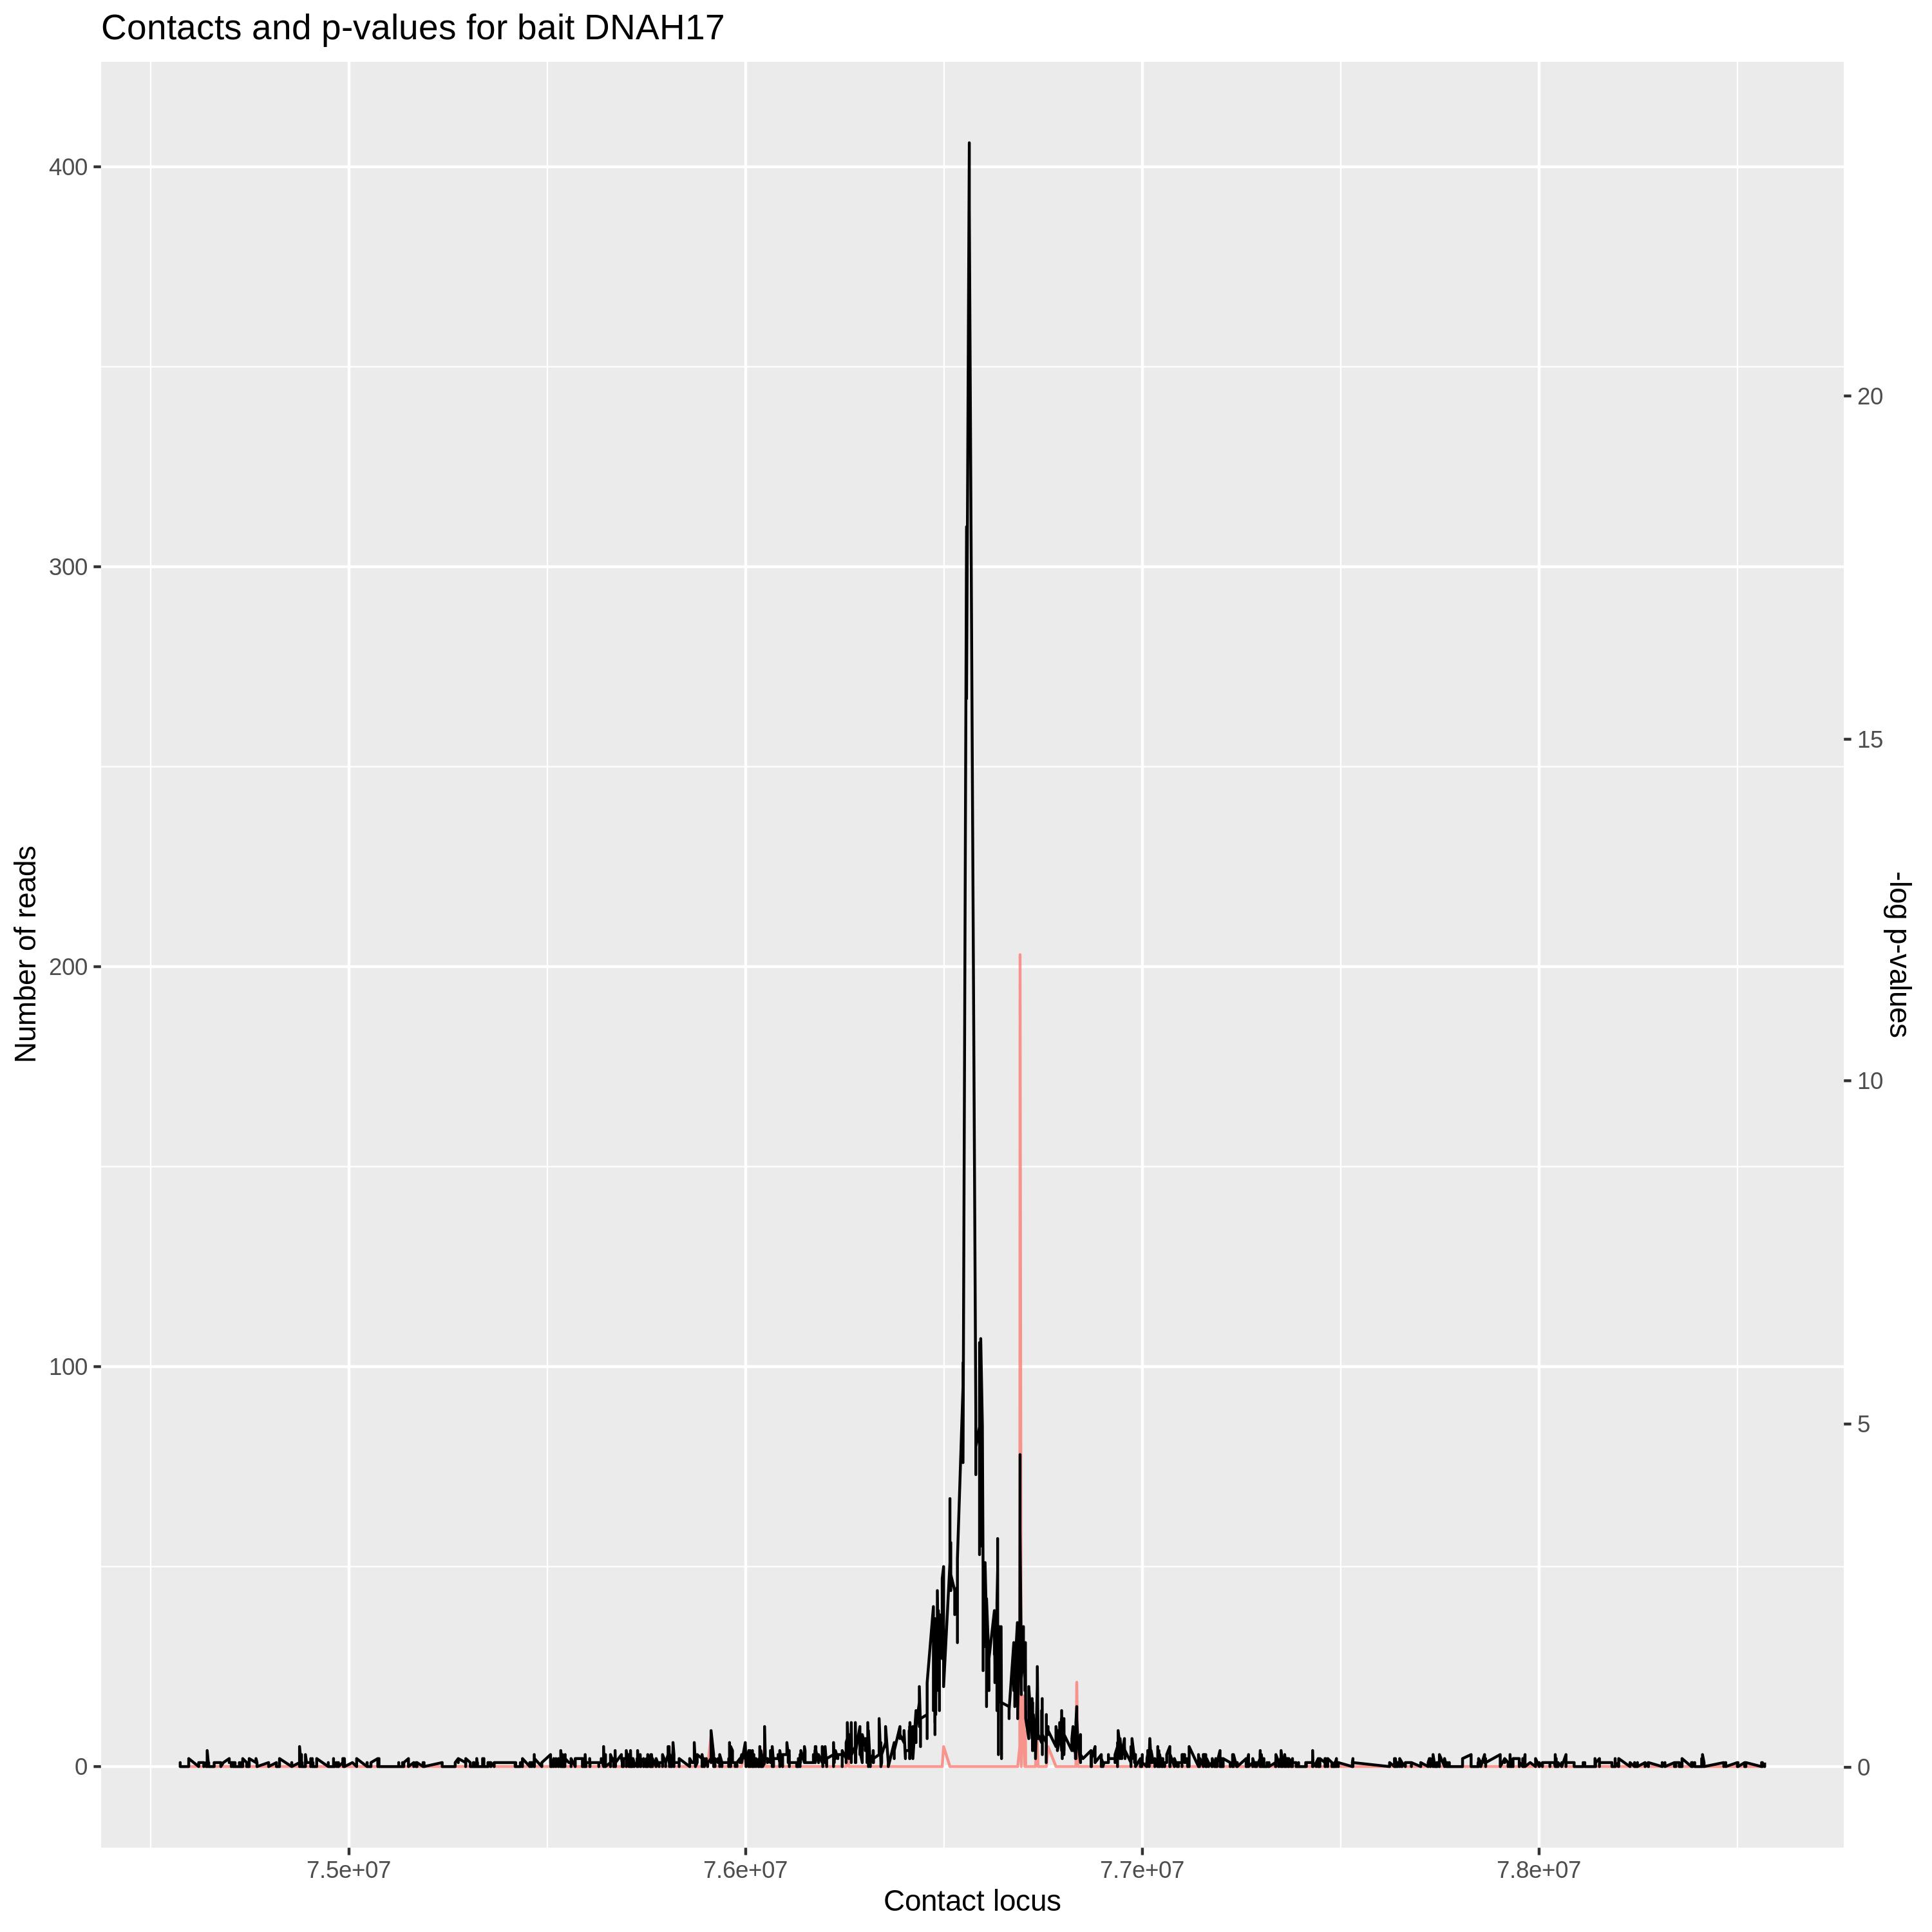 Contacts and p-values for bait DNAH17
400
300
200
100
0
Number of reads
20
15
10
5
0
-log p-values
7.5e+07
7.6e+07
7.7e+07
7.8e+07
Contact locus